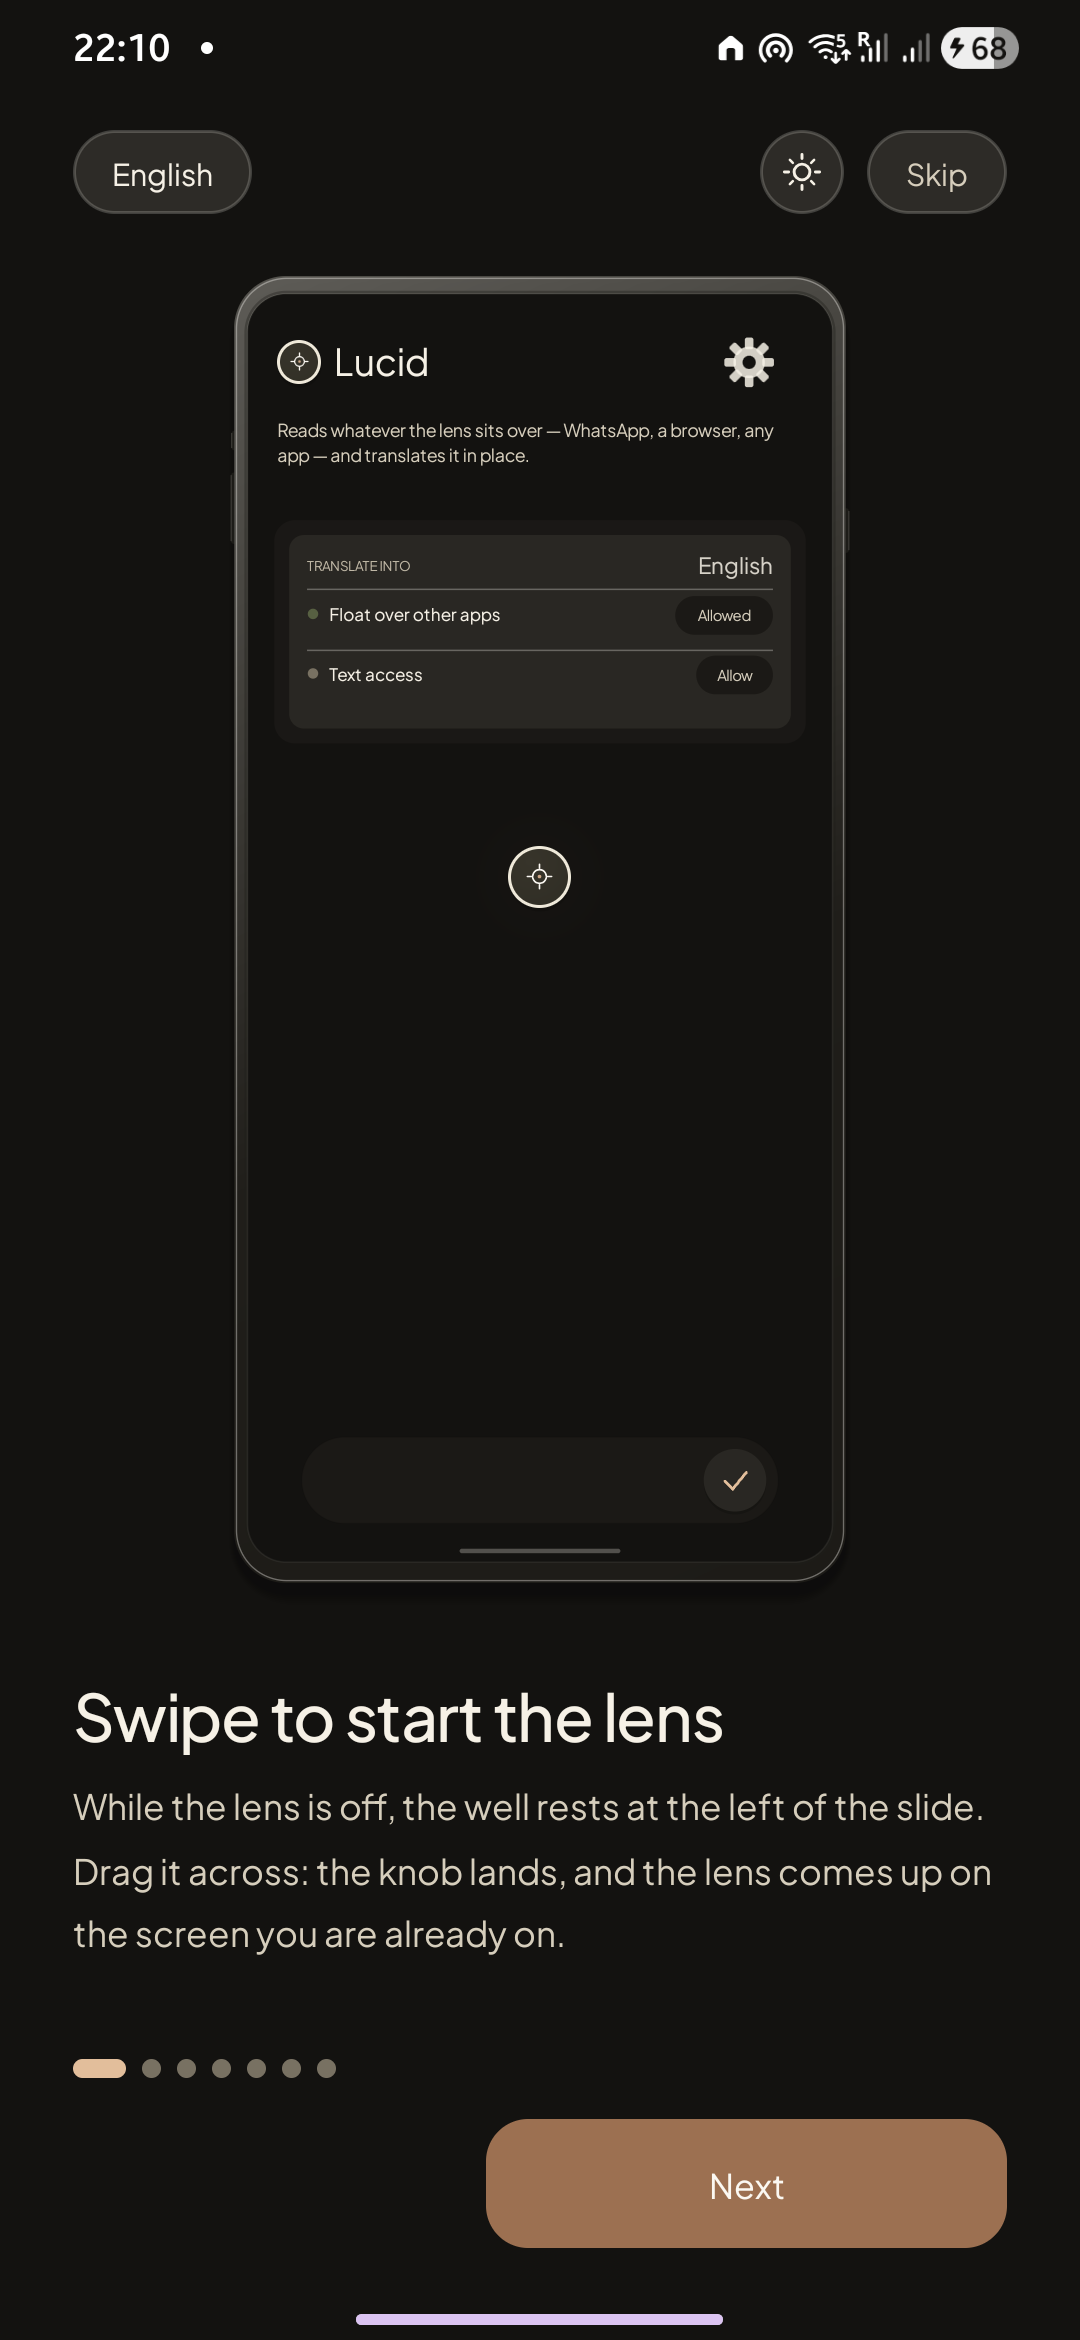 22:10
5
R
68
English
Skip
Lucid
Reads whatever the lens sits over — WhatsApp, a browser, any
app — and translates it in place.
TRANSLATE INTO
English
Float over other apps
Allowed
Text access
Allow
Swipe to start the lens
While the lens is off, the well rests at the left of the slide.
Drag it across: the knob lands, and the lens comes up on
the screen you are already on.
Next